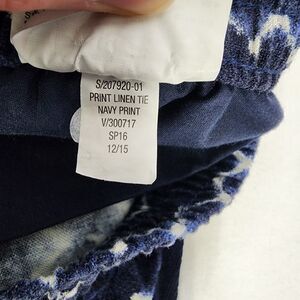 S/207920-01
PRINT LINEN TIE
NAVY PRINT
V/300717
SP16
12/15